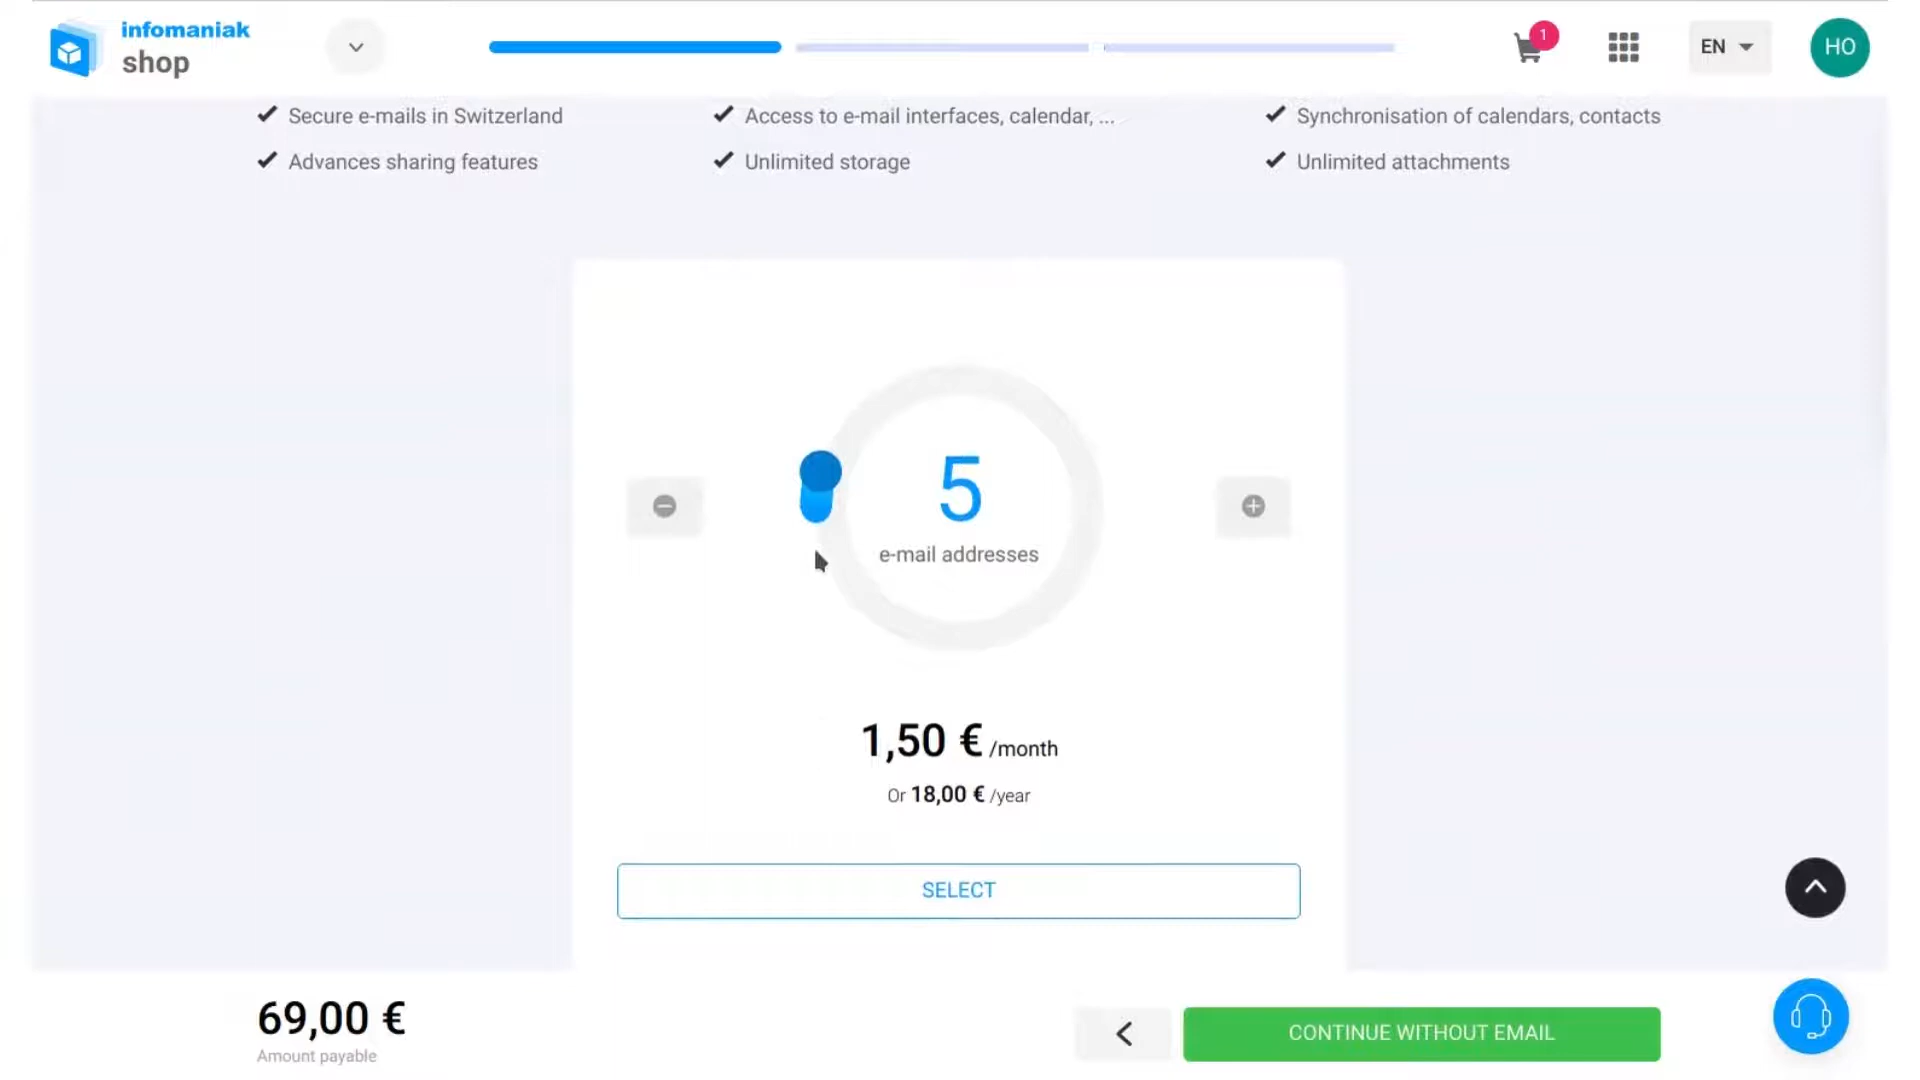 infomaniak
shop
1
EN
HO
Secure e-mails in Switzerland
Access to e-mail interfaces, calendar, ...
Synchronisation of calendars, contacts
Advances sharing features
Unlimited storage
Unlimited attachments
5
e-mail addresses
1,50 € /month
Or 18,00 € /year
SELECT
69,00 €
Amount payable
CONTINUE WITHOUT EMAIL